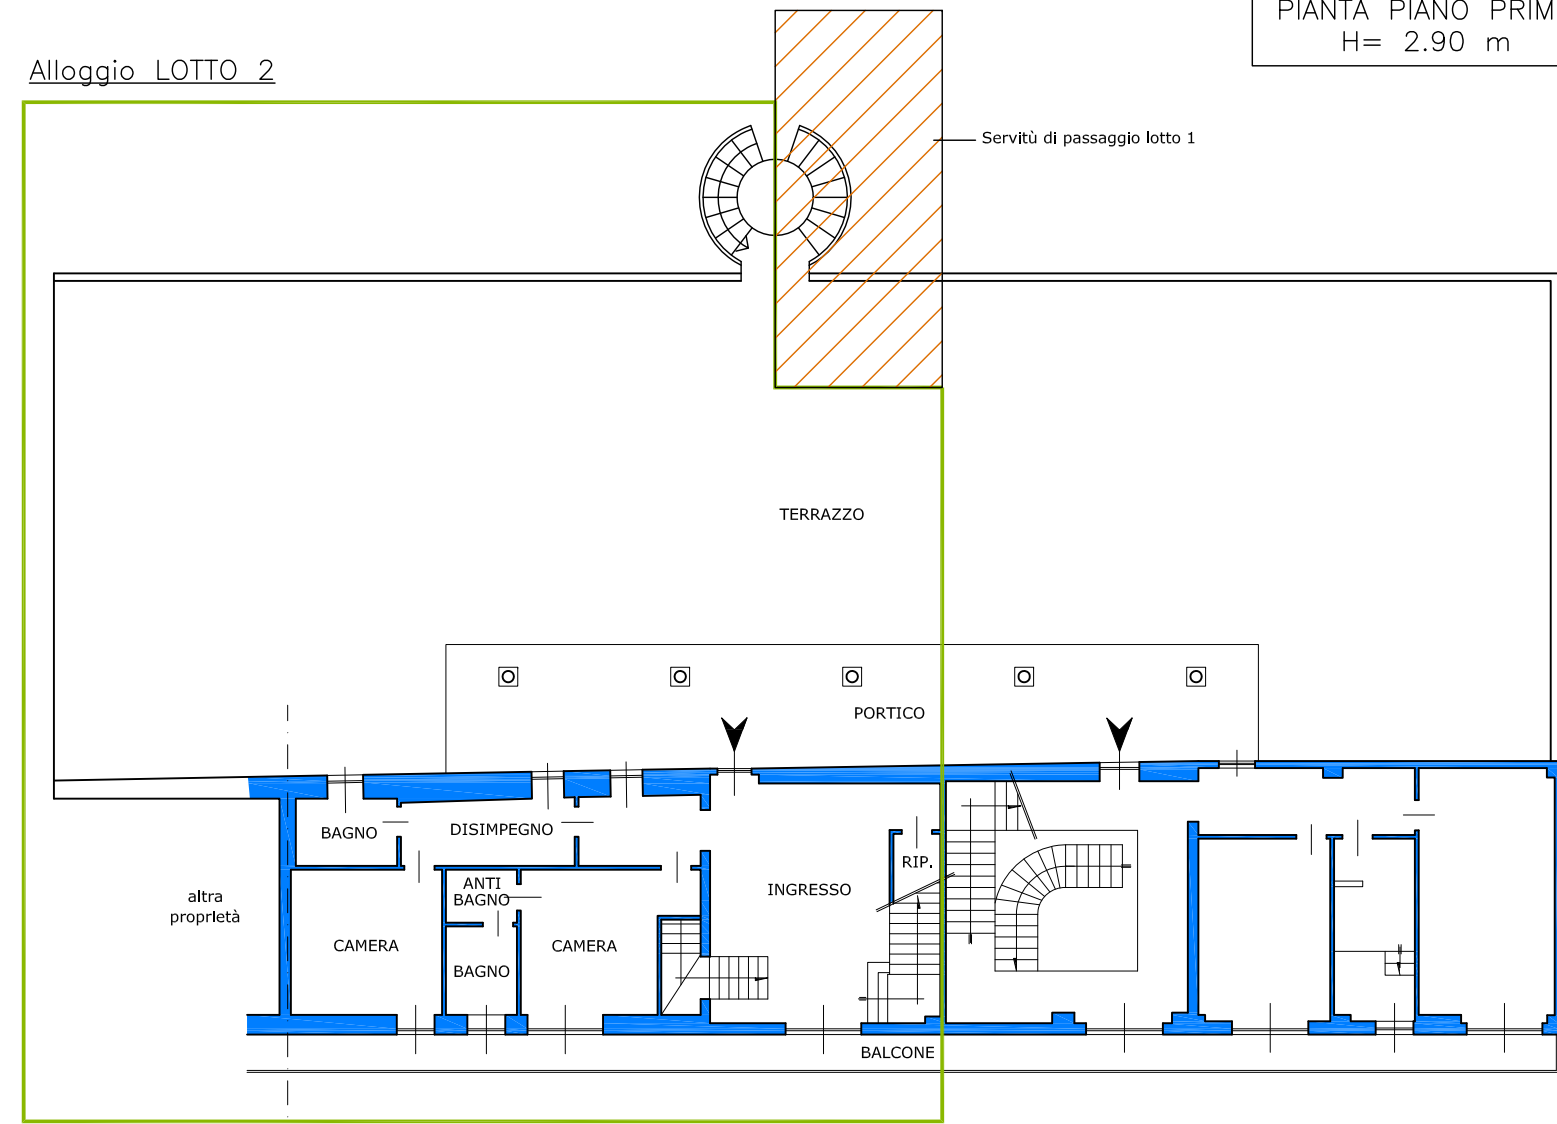 PIANTA PIANO PRIM
H= 2.90 m
Alloggio LOTTO 2
Servitù di passaggio lotto 1
TERRAZZO
PORTICO
BAGNO
DISIMPEGNO
RIP.
ANTI
BAGNO
INGRESSO
altra
proprietà
CAMERA
CAMERA
BAGNO
BALCONE